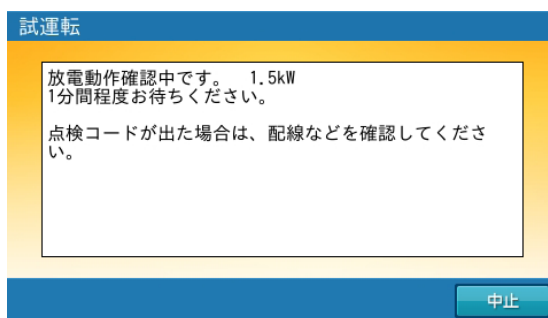 試運転
放電動作確認中です。 1.5kW
1分間程度お待ちください。
点検コードが出た場合は、配線などを確認してくださ
い。
中止